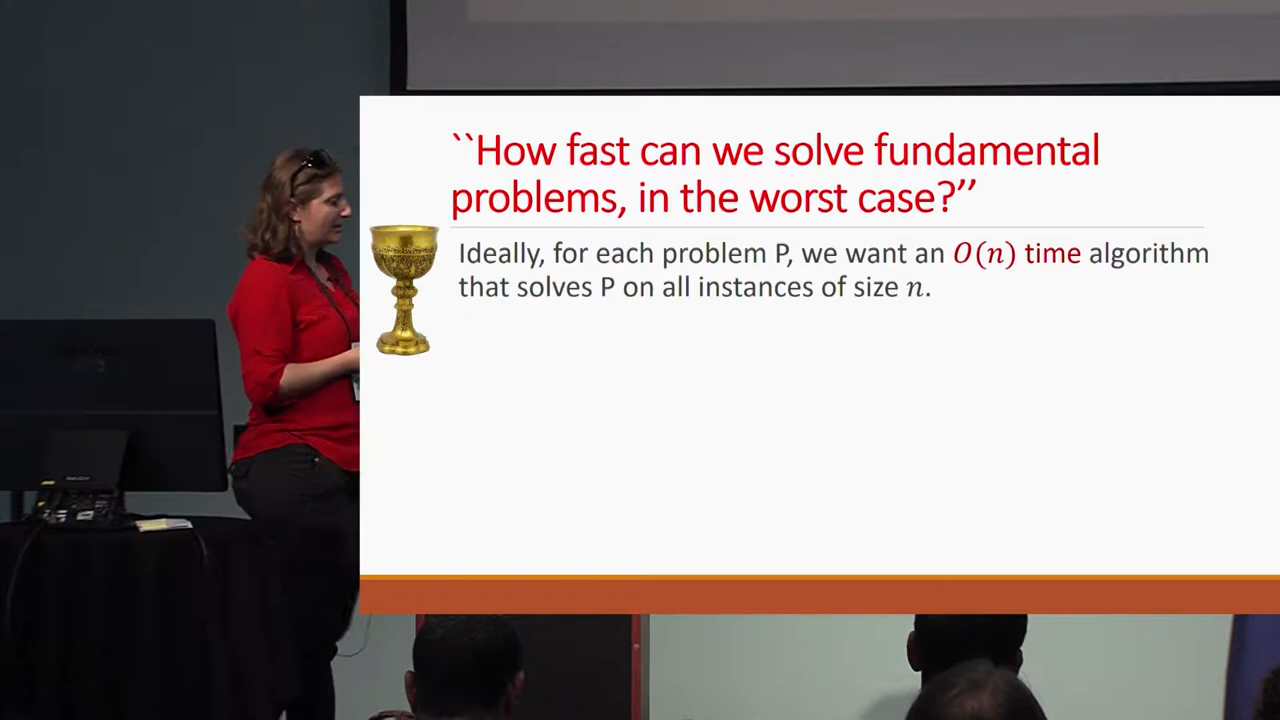 ``How fast can we solve fundamental
problems, in the worst case?’’
Ideally, for each problem P, we want an O(n) time algorithm
that solves P on all instances of size n.